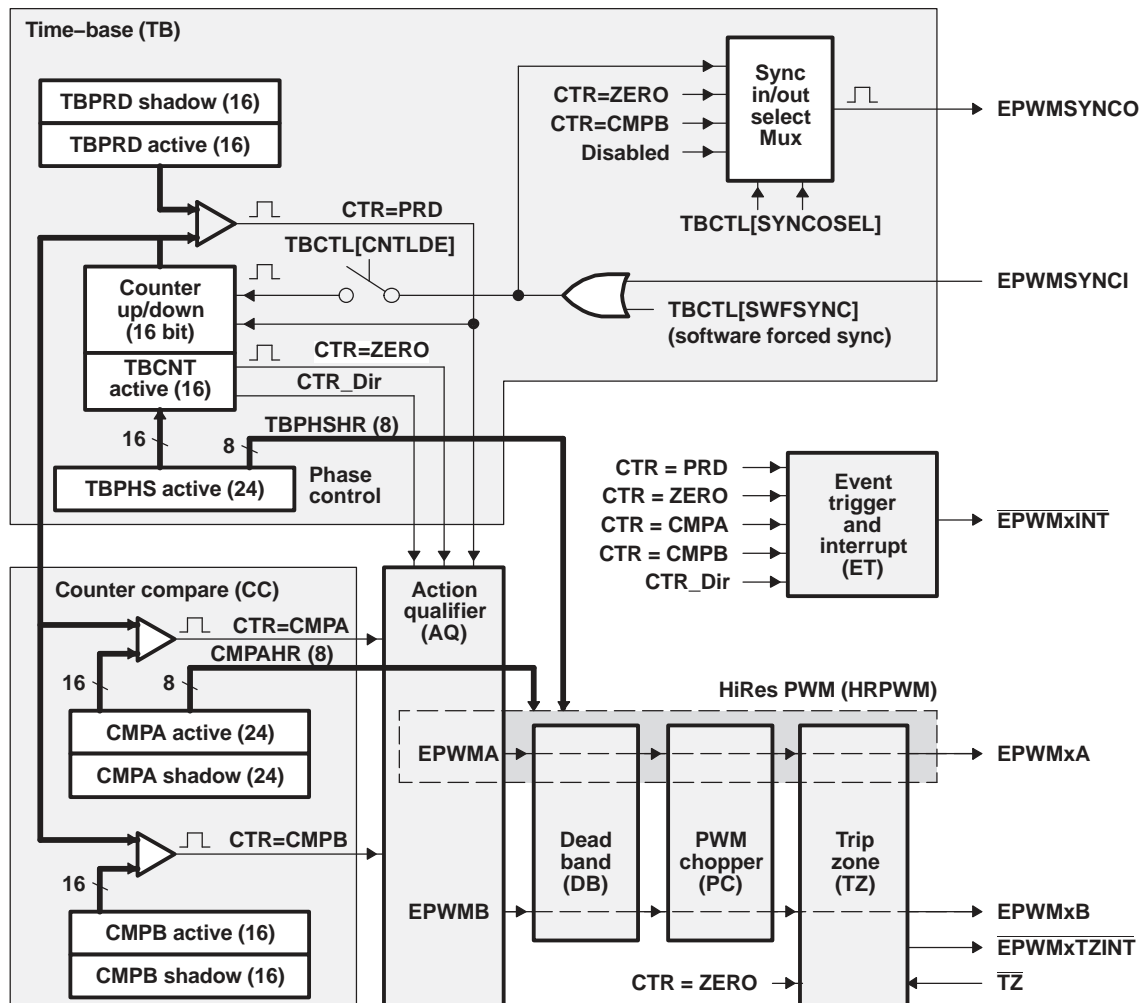 Time−base (TB)
TBPRD shadow (16)
TBPRD active (16)
CTR=ZERO
CTR=CMPB
Disabled
Sync
in/out
select
Mux
EPWMSYNCO
TBCTL[SYNCOSEL]
CTR=PRD
TBCTL[CNTLDE]
EPWMSYNCI
TBCTL[SWFSYNC]
(software forced sync)
Counter
up/down
(16 bit)
TBCNT
active (16)
CTR=ZERO
CTR_Dir
16
8
TBPHSHR (8)
TBPHS active (24)
Phase
control
CTR = PRD
CTR = ZERO
CTR = CMPA
CTR = CMPB
CTR_Dir
Event
trigger
and
interrupt
(ET)
EPWMxINT
Counter compare (CC)
Action
qualifier
(AQ)
CTR=CMPA
CMPAHR (8)
16
8
CMPA active (24)
CMPA shadow (24)
HiRes PWM (HRPWM)
EPWMA
EPWMxA
CTR=CMPB
16
CMPB active (16)
CMPB shadow (16)
Dead
band
(DB)
PWM
chopper
(PC)
Trip
zone
(TZ)
EPWMB
EPWMxB
EPWMxTZINT
CTR = ZERO
TZ